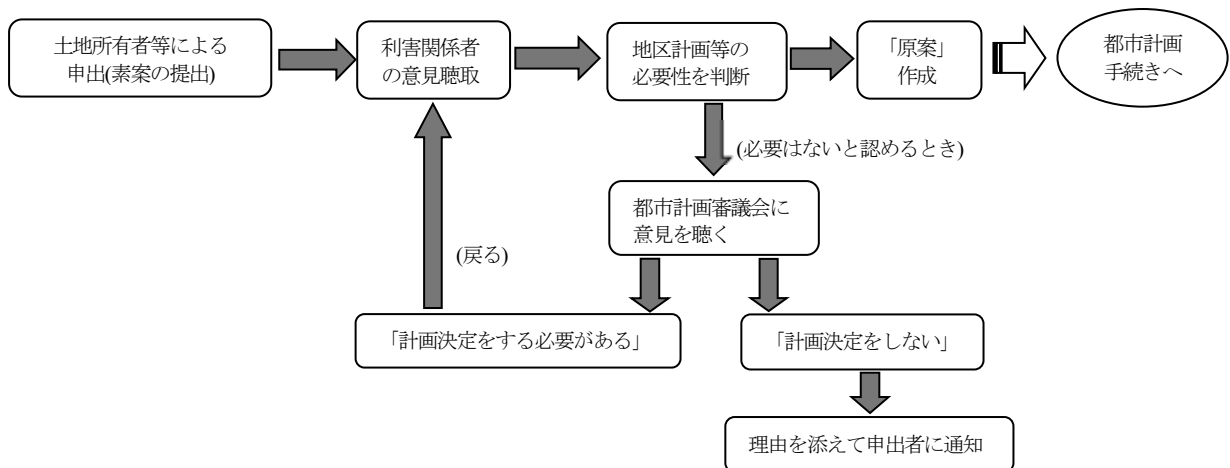 土地所有者等による
申出(素案の提出)
利害関係者
の意見聴取
地区計画等の
必要性を判断
「原案」
作成
都市計画
手続きへ
(必要はないと認めるとき)
都市計画審議会に
意見を聴く
(戻る)
「計画決定をする必要がある」
「計画決定をしない」
理由を添えて申出者に通知